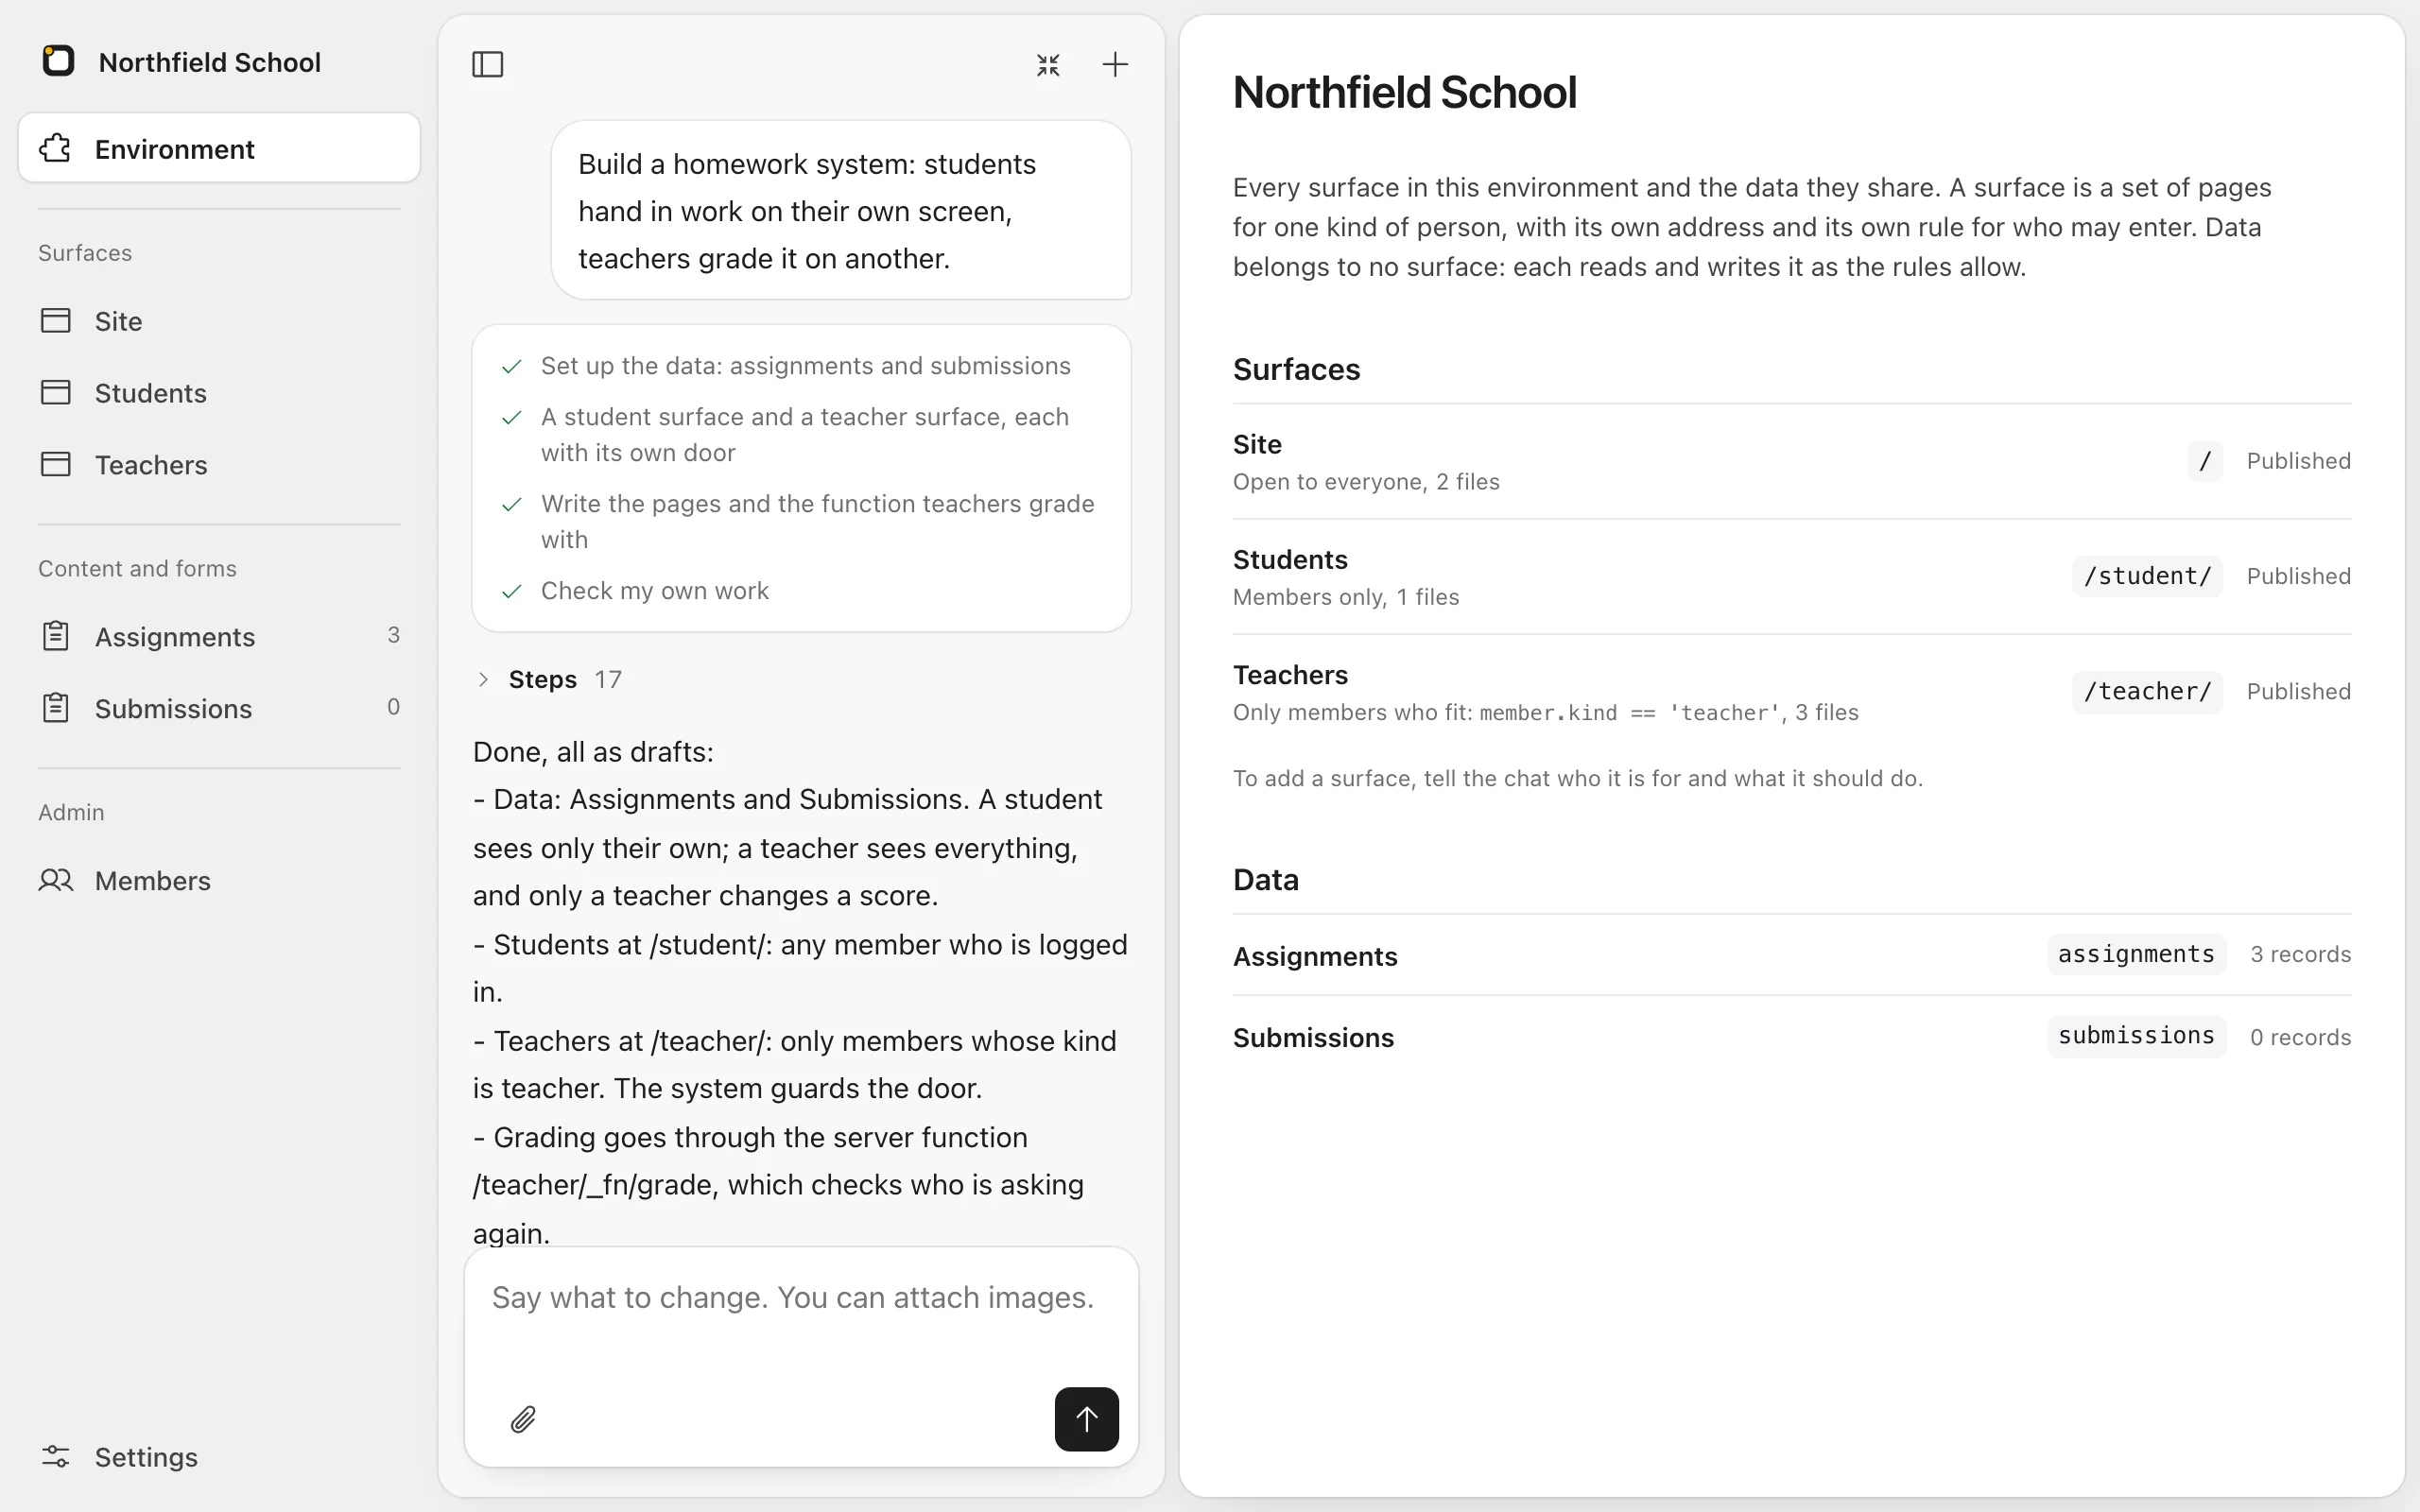 Northfield School
Environment
Surfaces
Site
Students
Teachers
Content and forms
Assignments 3
Submissions 0
Admin
Members
Settings
Build a homework system: students
hand in work on their own screen,
teachers grade it on another.
Set up the data: assignments and submissions
A student surface and a teacher surface, each
with its own door
Write the pages and the function teachers grade
with
Check my own work
Steps 17
Done, all as drafts:
- Data: Assignments and Submissions. A student
sees only their own; a teacher sees everything,
and only a teacher changes a score.
- Students at /student/: any member who is logged
in.
- Teachers at /teacher/: only members whose kind
is teacher. The system guards the door.
- Grading goes through the server function
/teacher/_fn/grade, which checks who is asking
again.
Say what to change. You can attach images.
Northfield School
Every surface in this environment and the data they share. A surface is a set of pages
for one kind of person, with its own address and its own rule for who may enter. Data
belongs to no surface: each reads and writes it as the rules allow.
Surfaces
Site
Open to everyone, 2 files
/ Published
Students
Members only, 1 files
/student/ Published
Teachers
Only members who fit: member.kind == 'teacher', 3 files
/teacher/ Published
To add a surface, tell the chat who it is for and what it should do.
Data
Assignments assignments 3 records
Submissions submissions 0 records